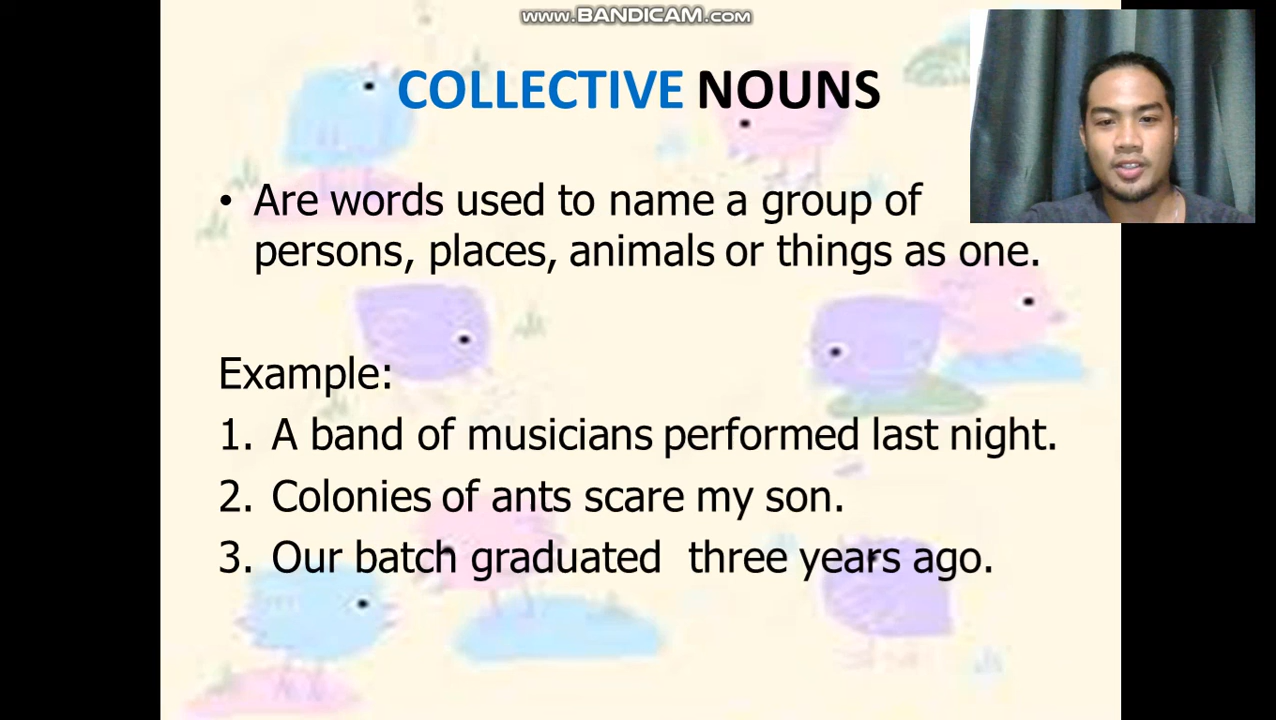 www.BANDICAM.com
COLLECTIVE NOUNS
• Are words used to name a group of
persons, places, animals or things as one.
Example:
1. A band of musicians performed last night.
2. Colonies of ants scare my son.
3. Our batch graduated  three years ago.